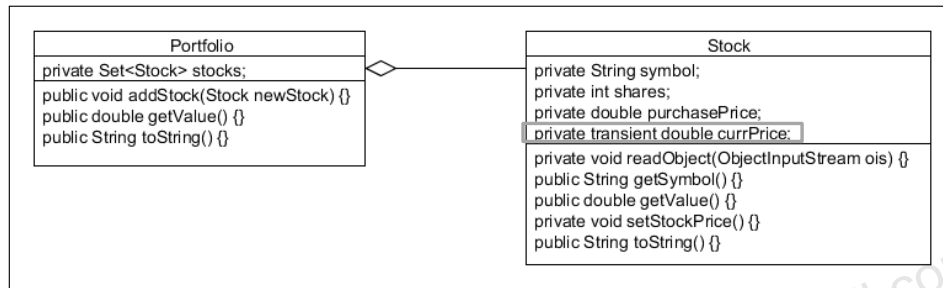 Portfolio
private Set<Stock> stocks;
public void addStock(Stock newStock) {}
public double getValue() {}
public String toString() {}
Stock
private String symbol;
private int shares;
private double purchasePrice;
private transient double currPrice;
private void readObject(ObjectInputStream ois) {}
public String getSymbol() {}
public double getValue() {}
private void setStockPrice() {}
public String toString() {}